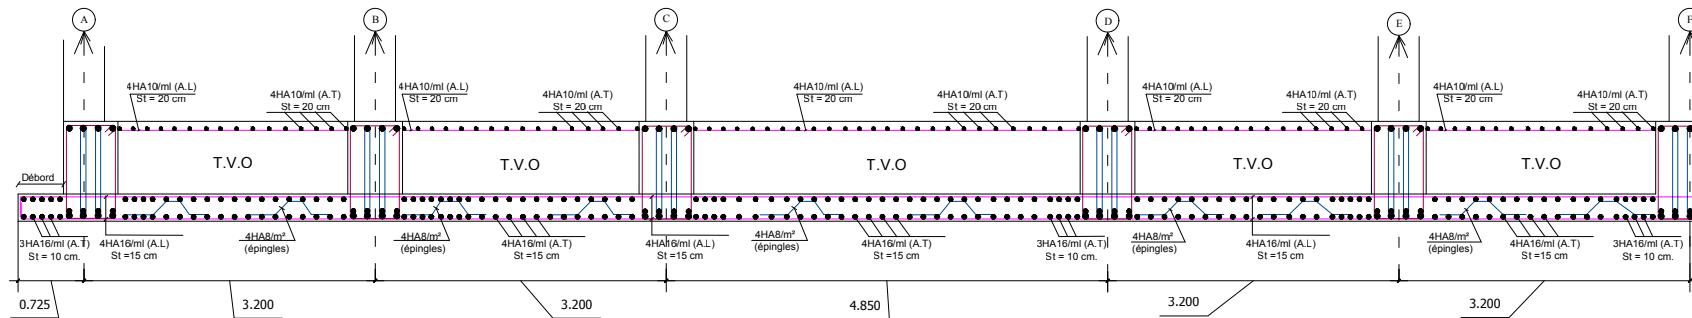 A
B
C
D
E
F
4HA10/ml (A.L)
St = 20 cm
4HA10/ml (A.T)
St = 20 cm
4HA10/ml (A.L)
St = 20 cm
4HA10/ml (A.T)
St = 20 cm
4HA10/ml (A.L)
St = 20 cm
4HA10/ml (A.T)
St = 20 cm
4HA10/ml (A.L)
St = 20 cm
4HA10/ml (A.T)
St = 20 cm
4HA10/ml (A.L)
St = 20 cm
4HA10/ml (A.T)
St = 20 cm
T.V.O
T.V.O
T.V.O
T.V.O
T.V.O
Débord
3HA16/ml (A.T)
St = 10 cm.
4HA16/ml (A.L)
St =15 cm
4HA8/m²
(épingles)
4HA8/m²
(épingles)
4HA16/ml (A.T)
St =15 cm
4HA16/ml (A.L)
St =15 cm
4HA8/m²
(épingles)
4HA16/ml (A.T)
St =15 cm
3HA16/ml (A.T)
St = 10 cm.
4HA8/m²
(épingles)
4HA16/ml (A.L)
St =15 cm
4HA8/m²
(épingles)
4HA16/ml (A.T)
St =15 cm
3HA16/ml (A.T)
St = 10 cm.
0.725
3.200
3.200
4.850
3.200
3.200